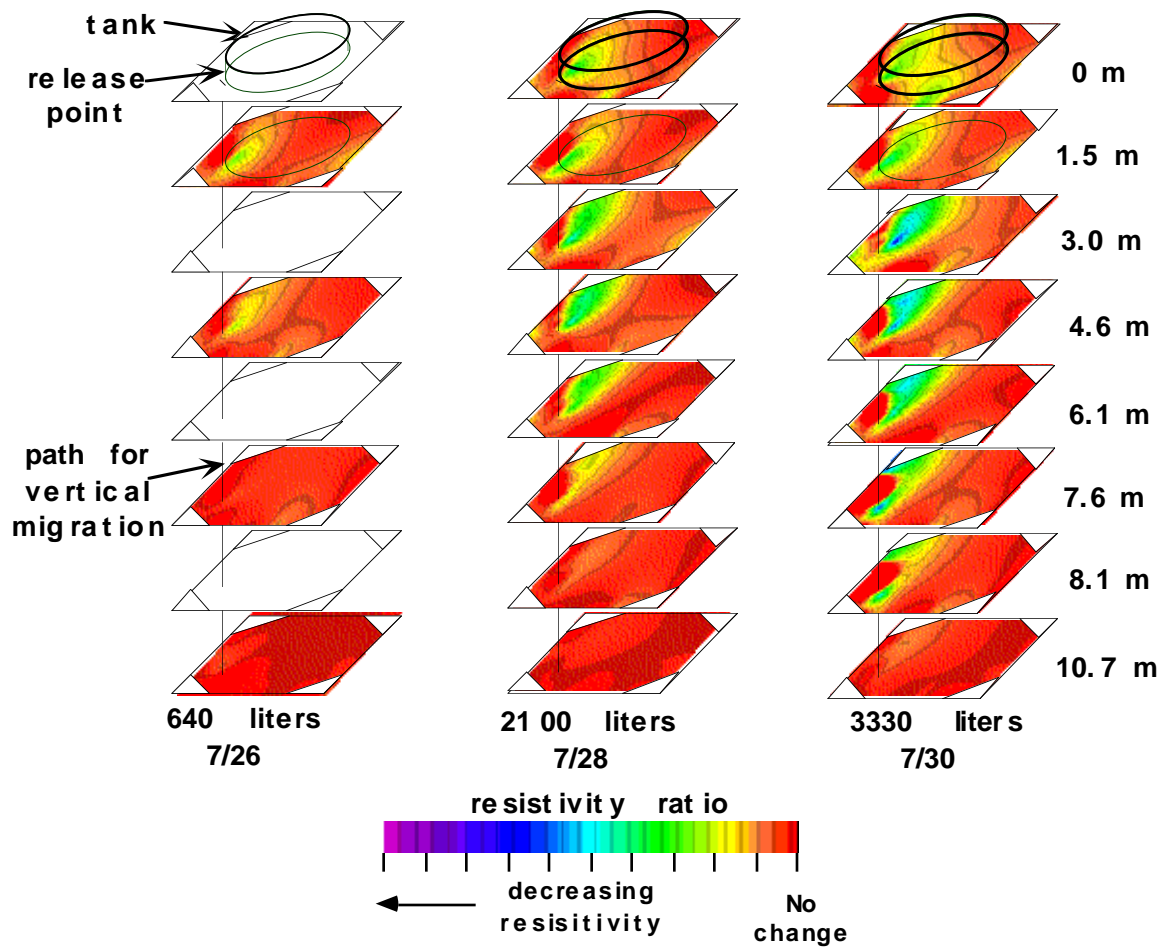 tank
release
point
0 m
1.5 m
3.0 m
4.6 m
6.1 m
path for
vertical
migration
7.6 m
8.1 m
10.7 m
640 liters
7/26
2100 liters
7/28
3330 liters
7/30
resistivity ratio
decreasing
resisitivity
No
change